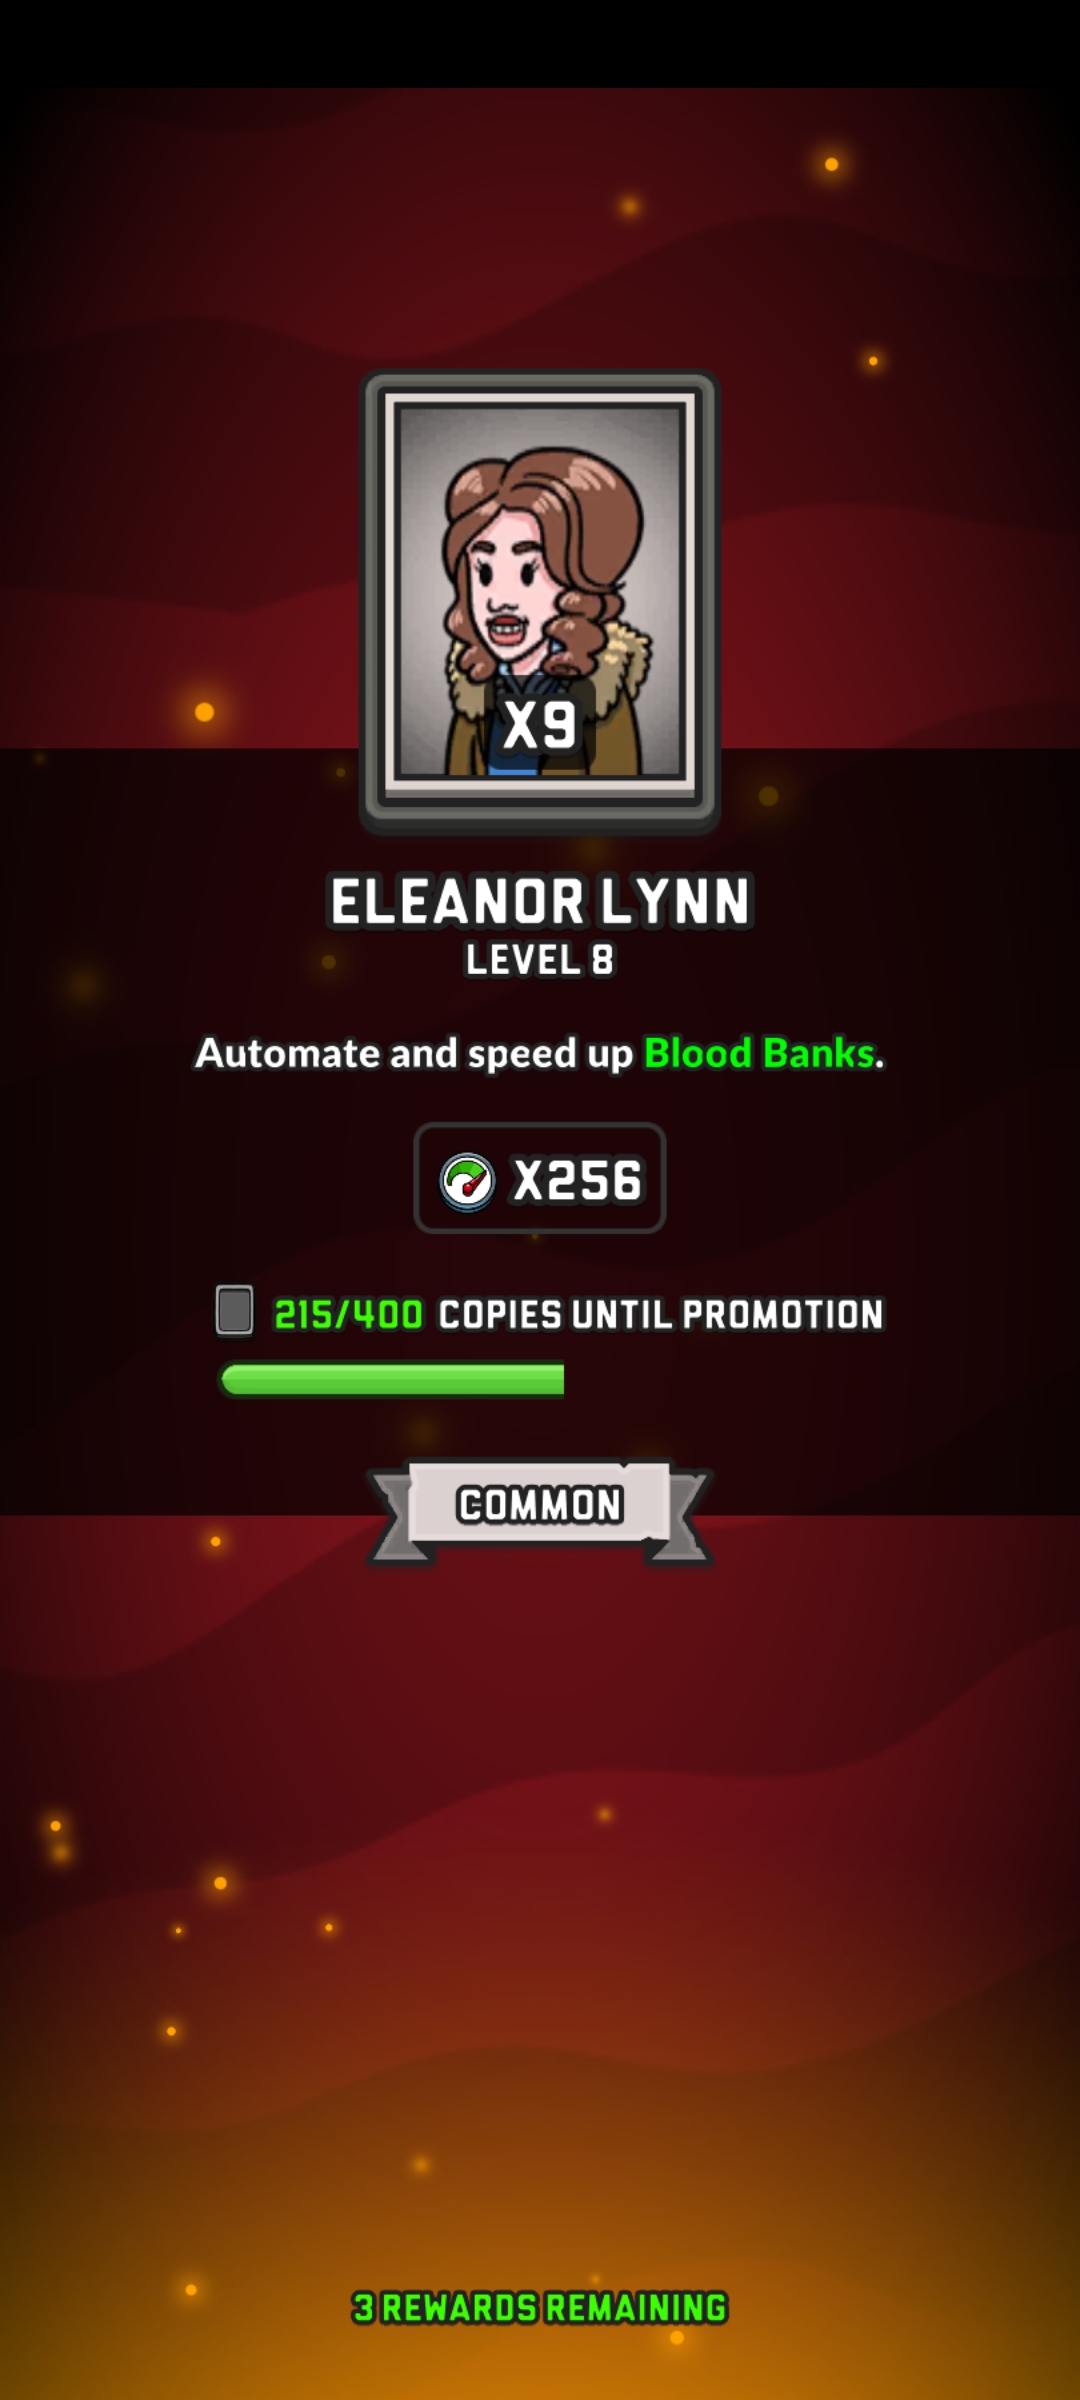 X9
ELEANOR LYNN
LEVEL 8
Automate and speed up Blood Banks.
X256
215/400 COPIES UNTIL PROMOTION
COMMON
3 REWARDS REMAINING